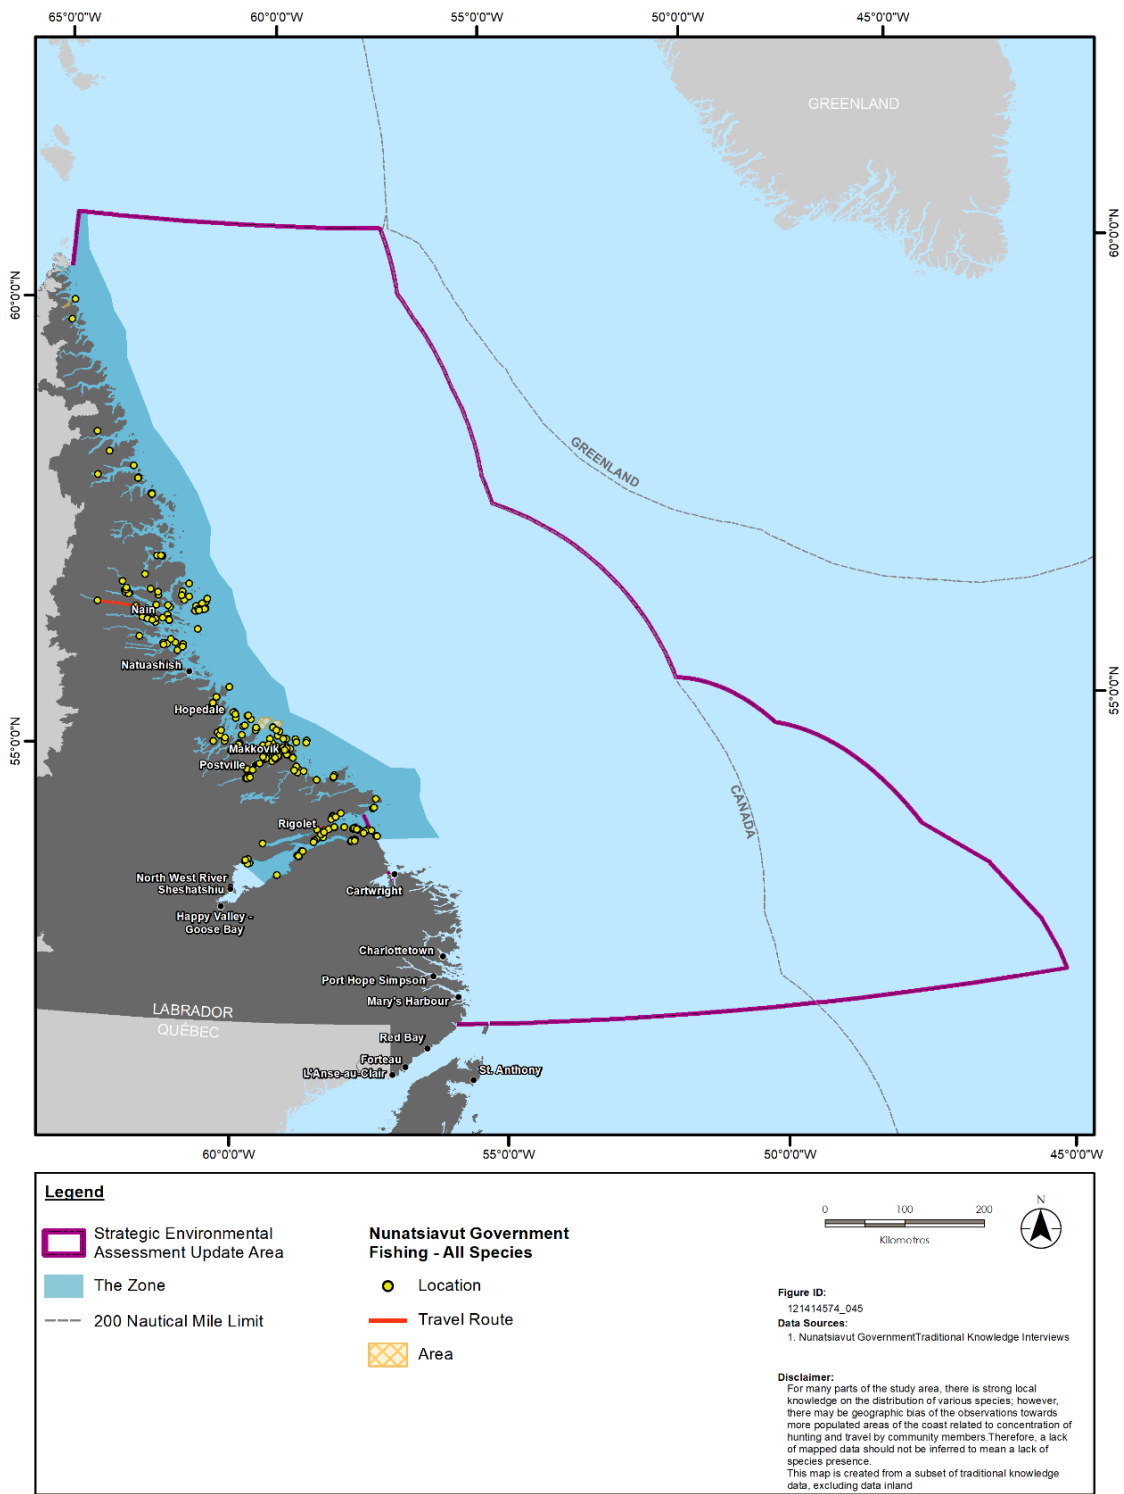 65°0'0"W 60°0'0"W 55°0'0"W 50°0'0"W 45°0'0"W
GREENLAND
60°0'0"N
60°0'0"N
GREENLAND
Nain
Natuashish
55°0'0"N
Hopedale
55°0'0"N
Makkovik
Postville
CANADA
Rigolet
North West River
Sheshatshiu
Cartwright
Happy Valley -
Goose Bay
Charlottetown
Port Hope Simpson
Mary's Harbour
LABRADOR
QUÉBEC
Red Bay
Forteau
L'Anse-au-Clair
St. Anthony
60°0'0"W 55°0'0"W 50°0'0"W 45°0'0"W
Legend
Strategic Environmental
Assessment Update Area
The Zone
200 Nautical Mile Limit
Nunatsiavut Government
Fishing - All Species
Location
Travel Route
Area
0 100 200
Kilometres
N
Figure ID:
121414574_045
Data Sources:
1. Nunatsiavut GovernmentTraditional Knowledge Interviews
Disclaimer:
For many parts of the study area, there is strong local
knowledge on the distribution of various species; however,
there may be geographic bias of the observations towards
more populated areas of the coast related to concentration of
hunting and travel by community members.Therefore, a lack
of mapped data should not be inferred to mean a lack of
species presence.
This map is created from a subset of traditional knowledge
data, excluding data inland